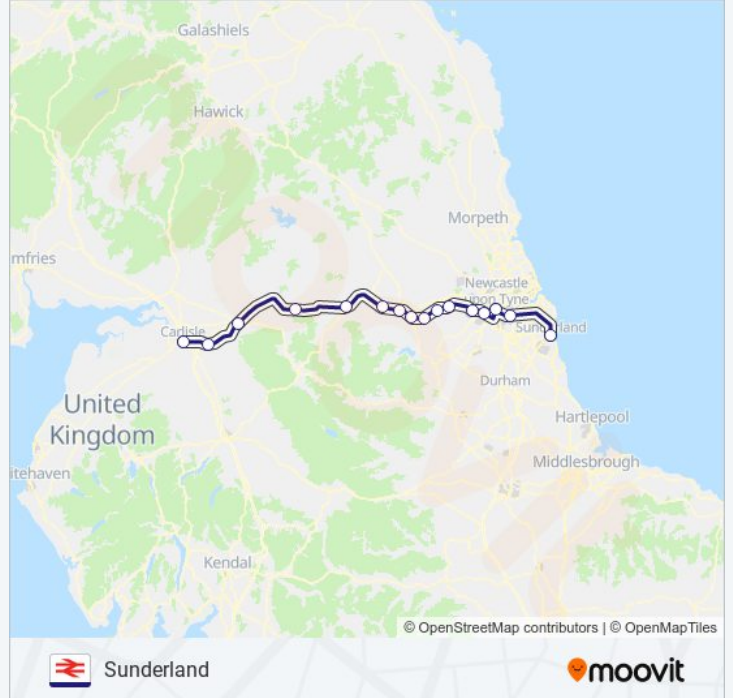 Galashiels
Hawick
Morpeth
mfries
Newcastle
upon Tyne
Carlisle
Sunderland
Durham
United
Kingdom
Hartlepool
Middlesbrough
itehaven
Kendal
© OpenStreetMap contributors | © OpenMapTiles
Sunderland
moovit